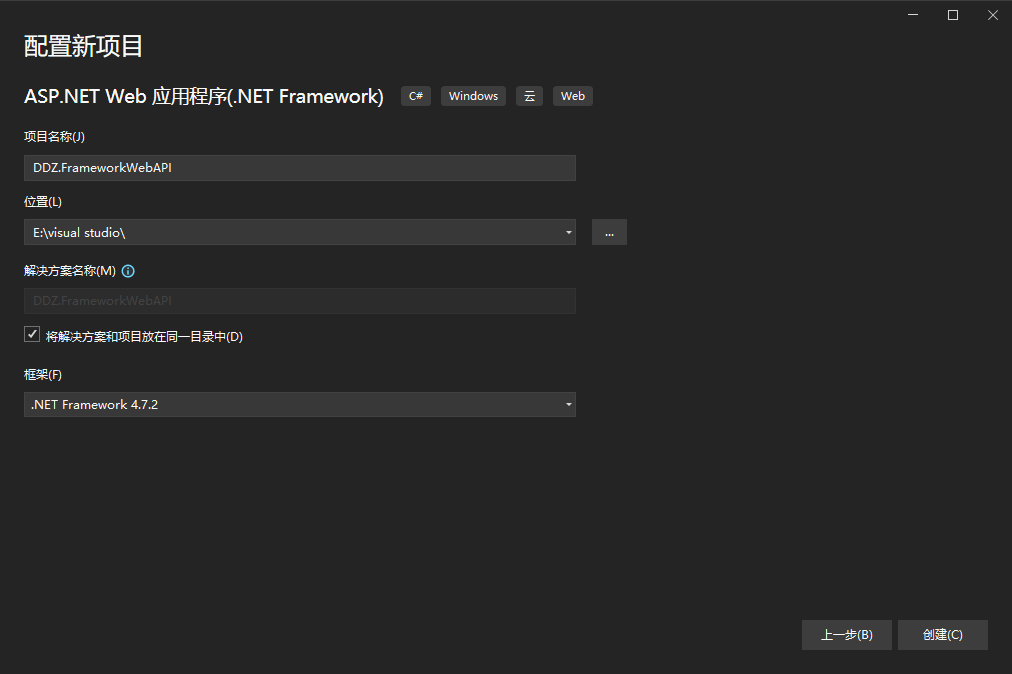 配置新项目
ASP.NET Web 应用程序(.NET Framework) C# Windows 云 Web
项目名称(J)
DDZ.FrameworkWebAPI
位置(L)
E:\visual studio\ ...
解决方案名称(M)
DDZ.FrameworkWebAPI
将解决方案和项目放在同一目录中(D)
框架(F)
.NET Framework 4.7.2
上一步(B) 创建(C)